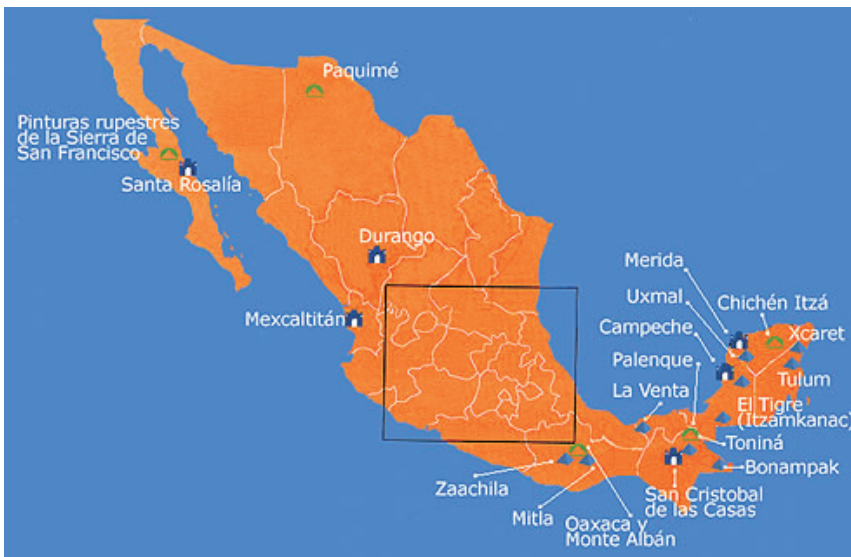 Paquimé
Pinturas rupestres
de la Sierra de
San Francisco
Santa Rosalía
Durango
Mexcaltitán
Merida
Uxmal
Chichén Itzá
Campeche
Xcaret
Palenque
Tulum
La Venta
El Tigre
(Itzamkanac)
Toniná
Bonampak
Zaachila
San Cristobal
de las Casas
Mitla
Oaxaca y
Monte Albán